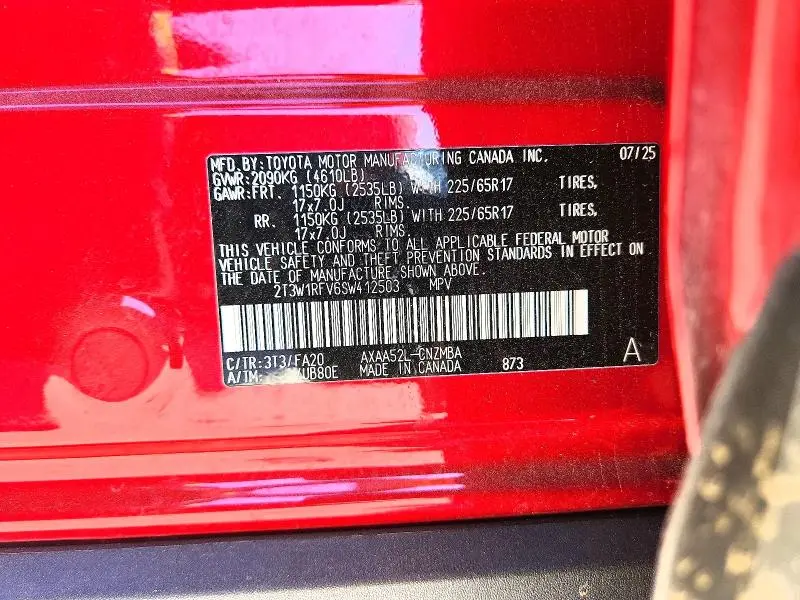 MFD. BY: TOYOTA MOTOR MANUFACTURING CANADA INC. 07/25
GVWR: 2090KG (4610LB)
GAWR: FRT. 1150KG (2535LB) WITH 225/65R17 TIRES,
17x7.0J RIMS.
RR. 1150KG (2535LB) WITH 225/65R17 TIRES,
17x7.0J RIMS.
THIS VEHICLE CONFORMS TO ALL APPLICABLE FEDERAL MOTOR
VEHICLE SAFETY AND THEFT PREVENTION STANDARDS IN EFFECT ON
THE DATE OF MANUFACTURE SHOWN ABOVE.
2T3W1RFV6SW412503 MPV
C/TR: 3T3/FA20 AXAA52L-CNZMBA
A/TM: UB80E MADE IN CANADA 873 A